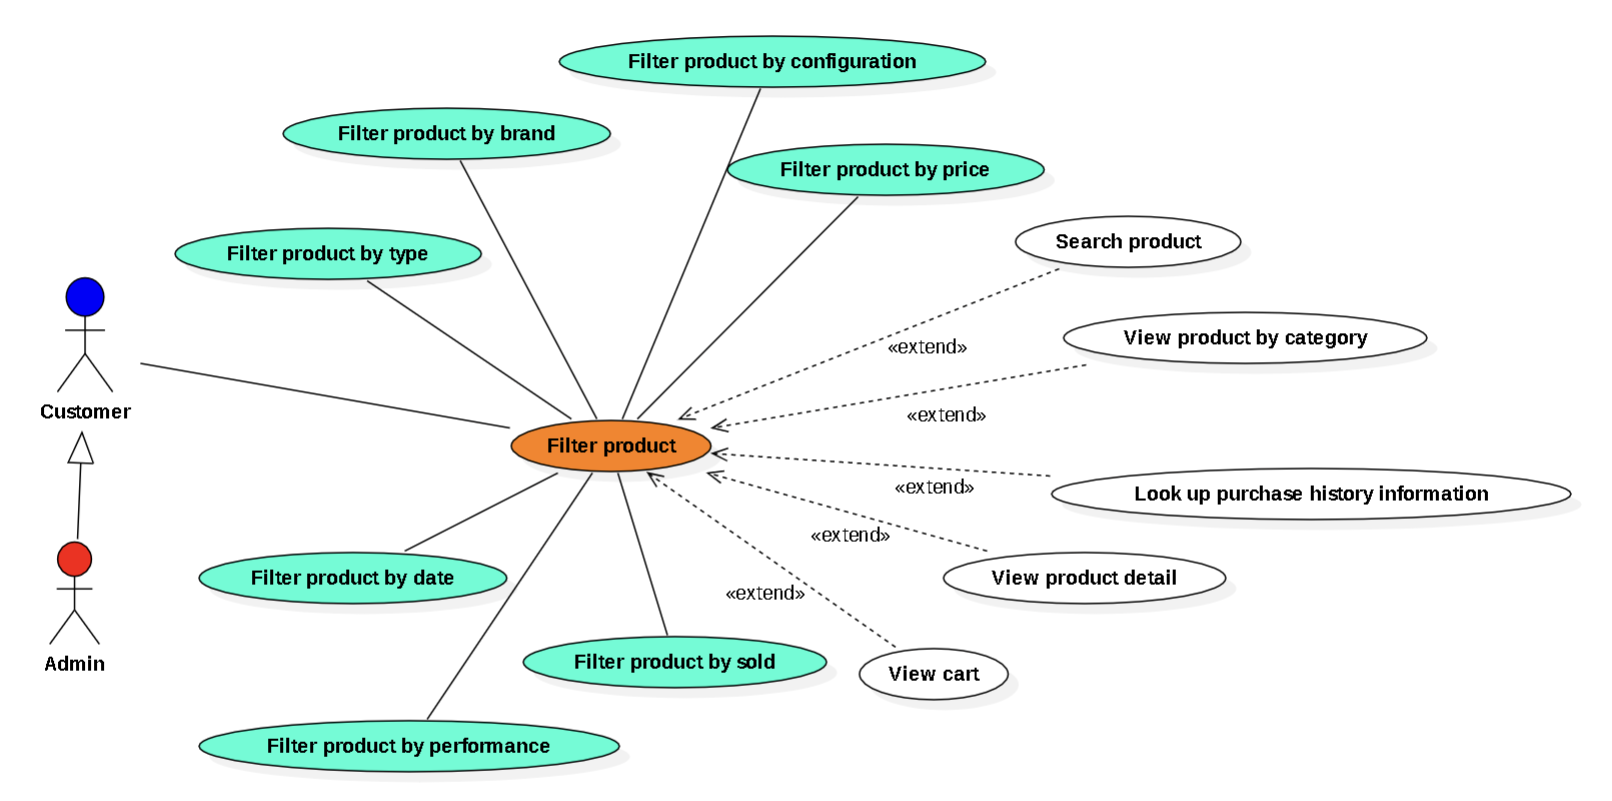 Filter product by configuration
Filter product by brand
Filter product by price
Search product
Filter product by type
View product by category
«extend»
Customer
«extend»
Filter product
«extend»
Look up purchase history information
«extend»
Filter product by date
View product detail
«extend»
Admin
Filter product by sold
View cart
Filter product by performance